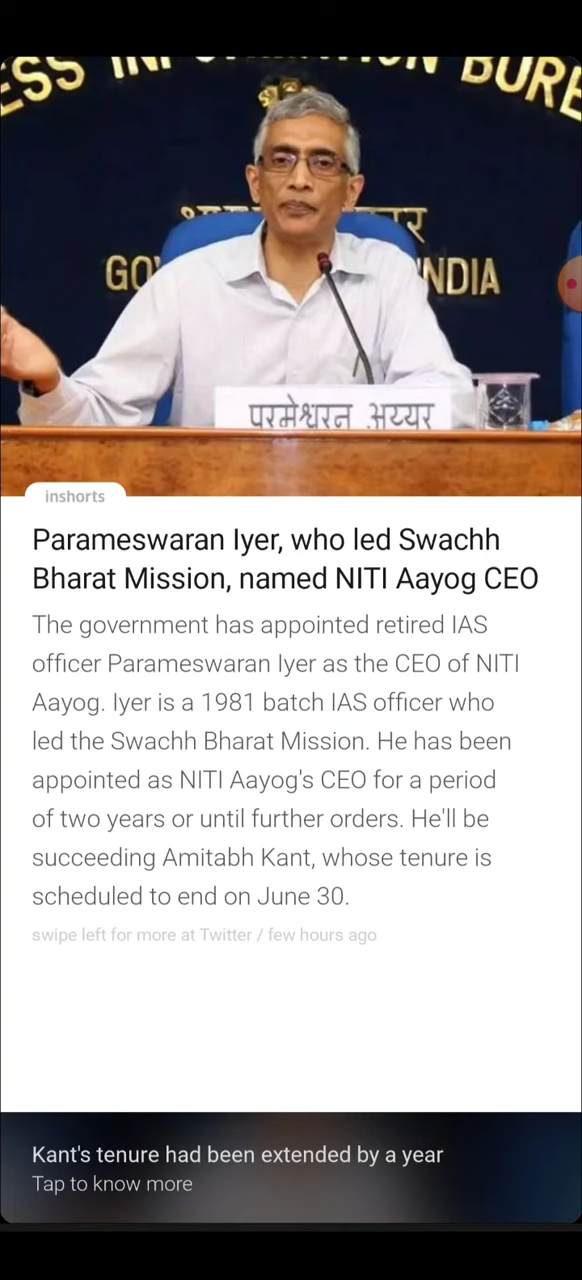 GO
INDIA
परमेश्वरन अय्यर
inshorts
Parameswaran Iyer, who led Swachh
Bharat Mission, named NITI Aayog CEO
The government has appointed retired IAS
officer Parameswaran Iyer as the CEO of NITI
Aayog. Iyer is a 1981 batch IAS officer who
led the Swachh Bharat Mission. He has been
appointed as NITI Aayog's CEO for a period
of two years or until further orders. He'll be
succeeding Amitabh Kant, whose tenure is
scheduled to end on June 30.
swipe left for more at Twitter / few hours ago
Kant's tenure had been extended by a year
Tap to know more